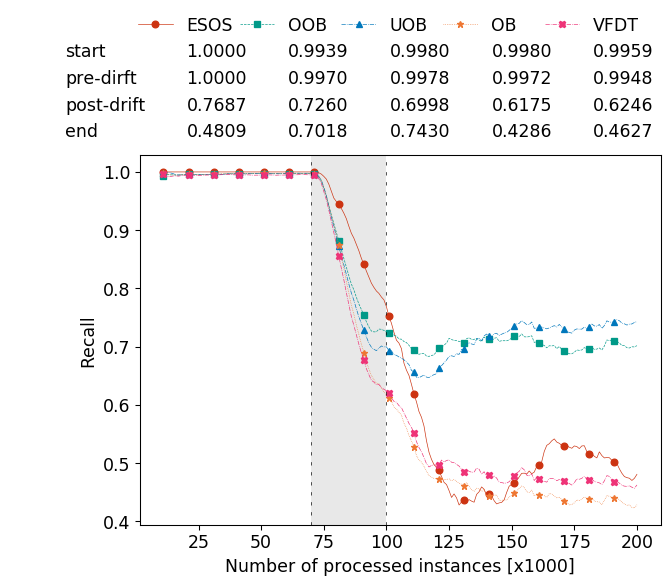 ESOS OOB UOB OB VFDT
start 1.0000 0.9939 0.9980 0.9980 0.9959
pre-dirft 1.0000 0.9970 0.9978 0.9972 0.9948
post-drift 0.7687 0.7260 0.6998 0.6175 0.6246
end 0.4809 0.7018 0.7430 0.4286 0.4627
1.0
0.9
0.8
0.7
0.6
0.5
0.4
Recall
25 50 75 100 125 150 175 200
Number of processed instances [x1000]